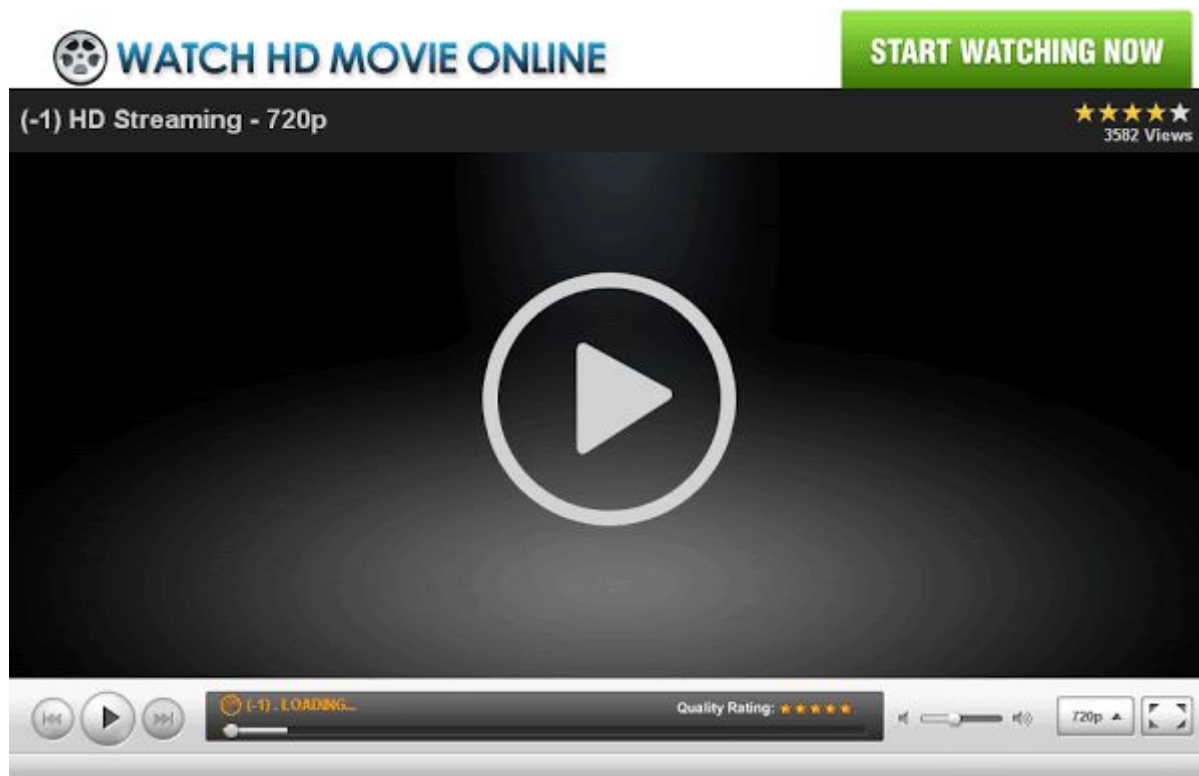 WATCH HD MOVIE ONLINE
START WATCHING NOW
(-1) HD Streaming - 720p
3582 Views
(-1) . LOADING...
Quality Rating:
720p